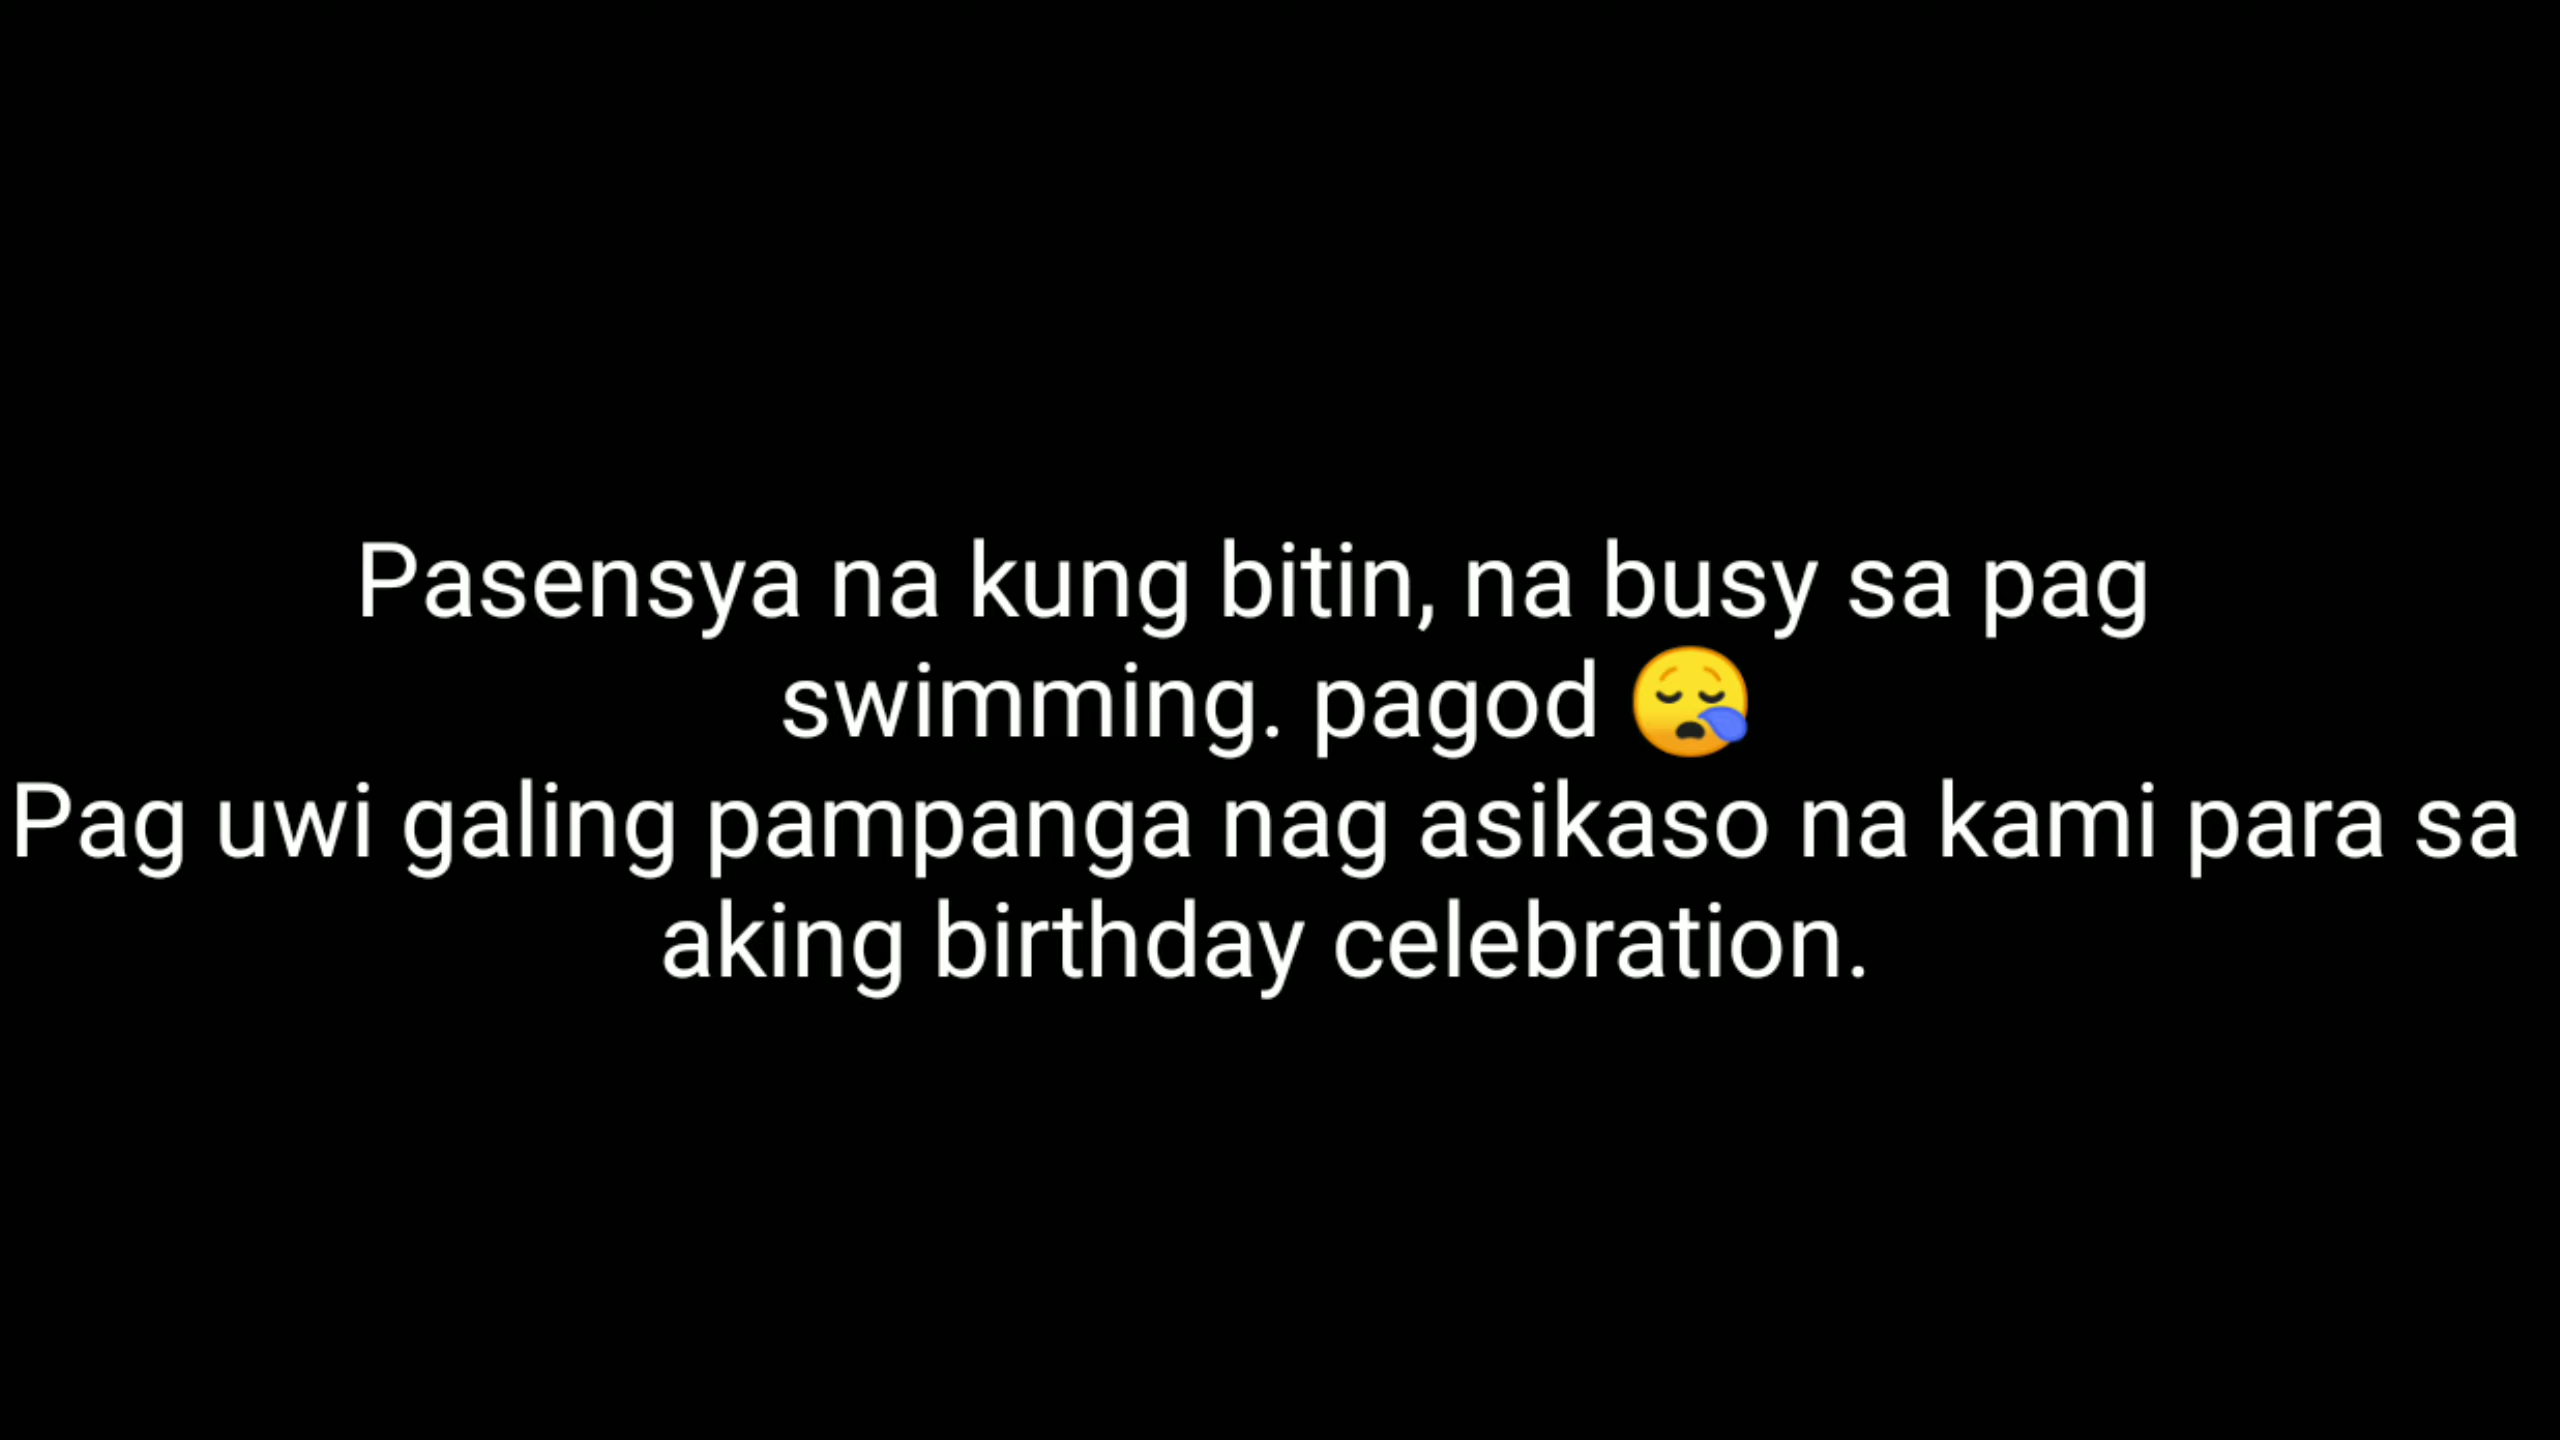 Pasensya na kung bitin, na busy sa pag
swimming. pagod 😪
Pag uwi galing pampanga nag asikaso na kami para sa
aking birthday celebration.